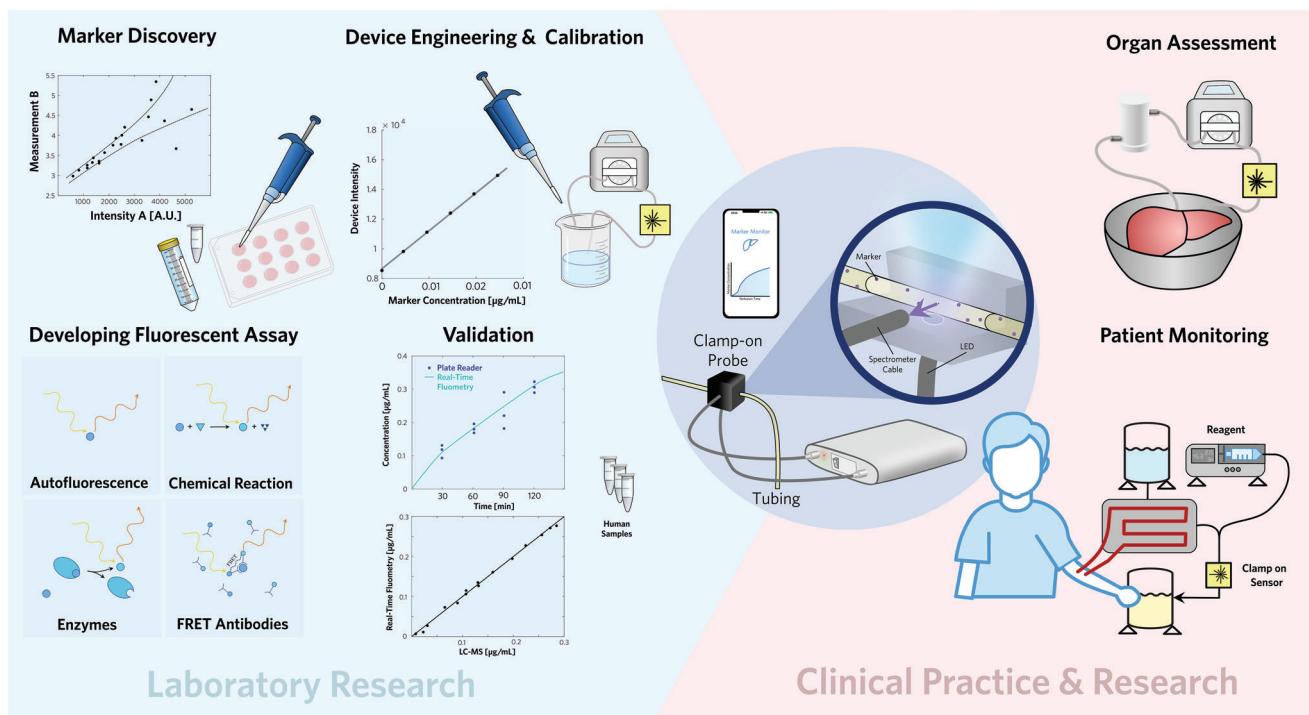 Marker Discovery
Measurement B
5.5
5
4.5
4
3.5
3
2.5
1000 2000 3000 4000 5000
Intensity A [A.U.]
Device Engineering & Calibration
× 10⁴
1.8
1.6
1.4
1.2
1
0.8
Device Intensity
0 0.01 0.02 0.01
Marker Concentration [µg/mL]
Developing Fluorescent Assay
Autofluorescence
Chemical Reaction
Enzymes
FRET
FRET Antibodies
Validation
0.4
0.3
0.2
0.1
0
Concentration [µg/mL]
Plate Reader
Real-Time
Fluometry
30 60 90 120
Time [min]
Real-Time Fluometry [µg/mL]
0.3
0.2
0.1
0
0.1 0.2 0.3
LC-MS [µg/mL]
Human
Samples
Laboratory Research
Marker Monitor
Perfusion Time
Clamp-on
Probe
Tubing
Marker
Spectrometer
Cable
LED
Organ Assessment
Patient Monitoring
Reagent
Clamp on
Sensor
Clinical Practice & Research